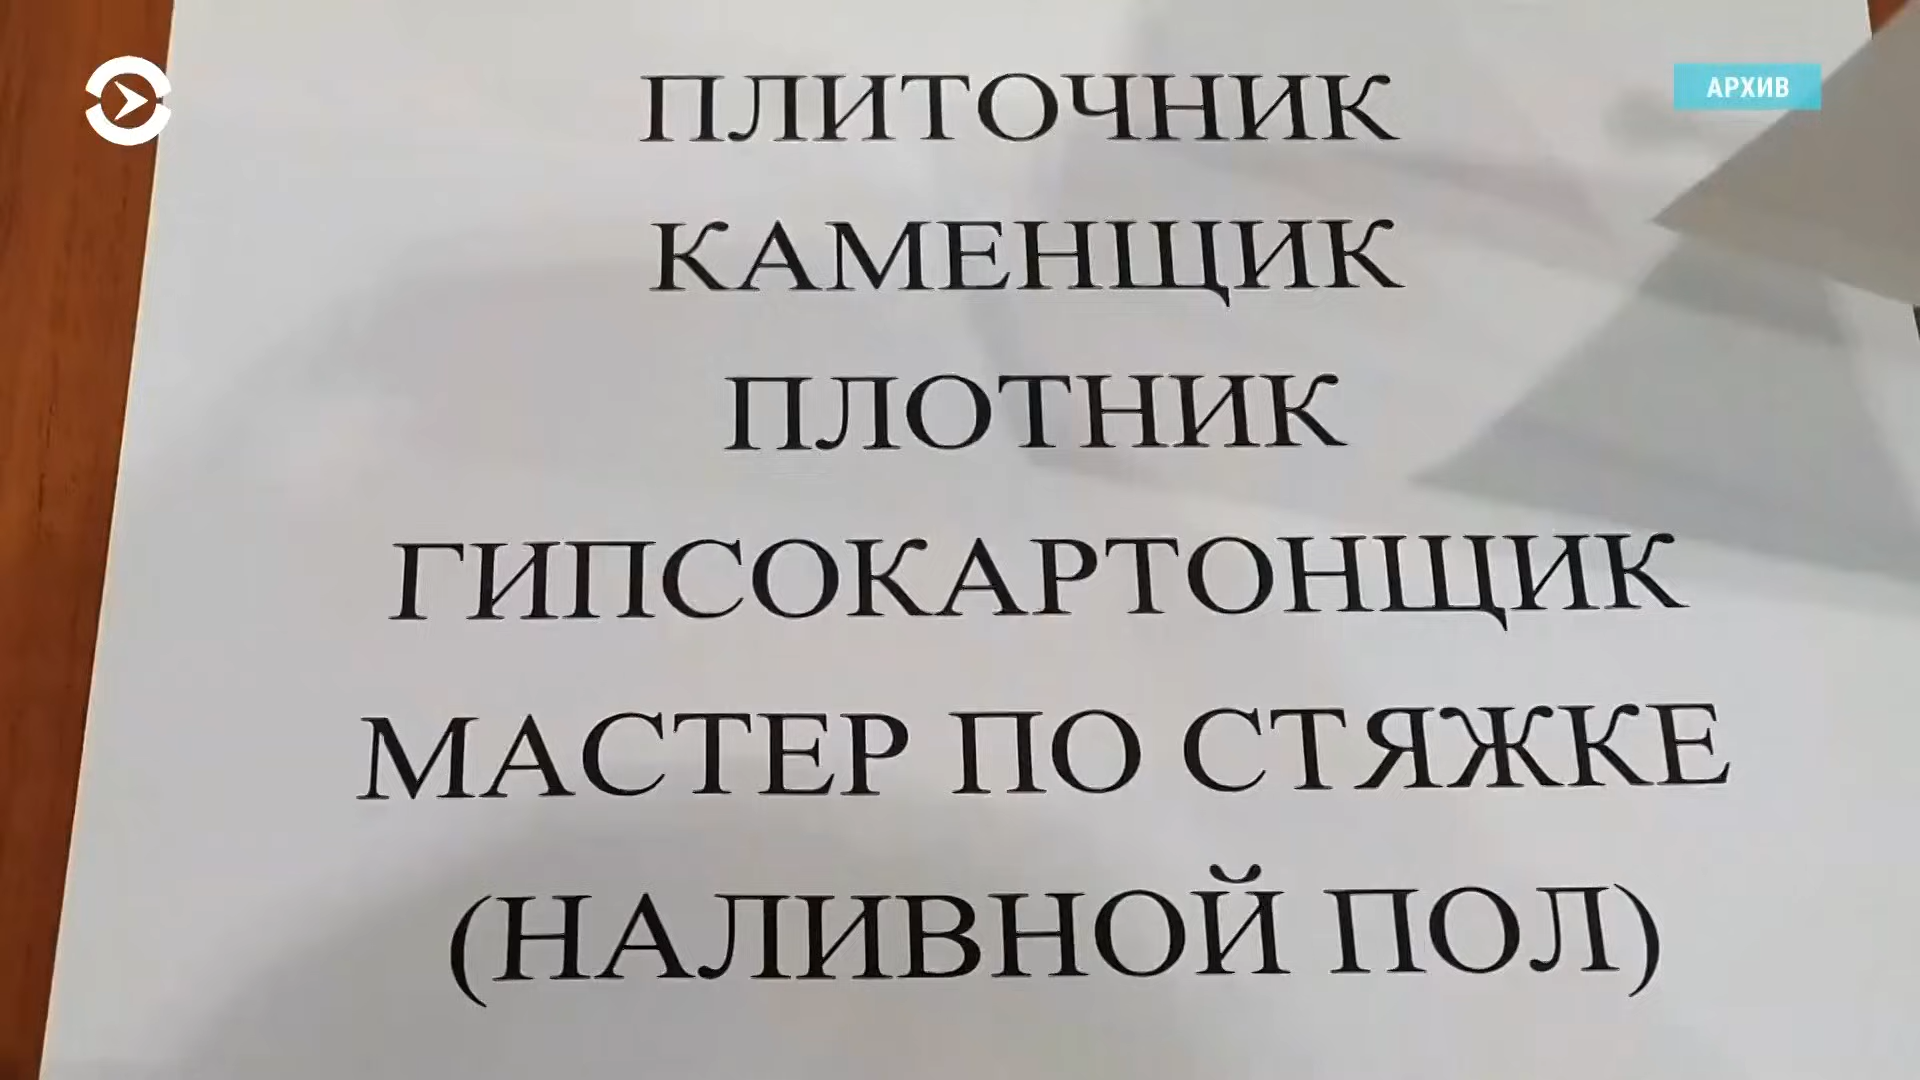 АРХИВ
ПЛИТОЧНИК
КАМЕНЩИК
ПЛОТНИК
ГИПСОКАРТОНЩИК
МАСТЕР ПО СТЯЖКЕ
(НАЛИВНОЙ ПОЛ)